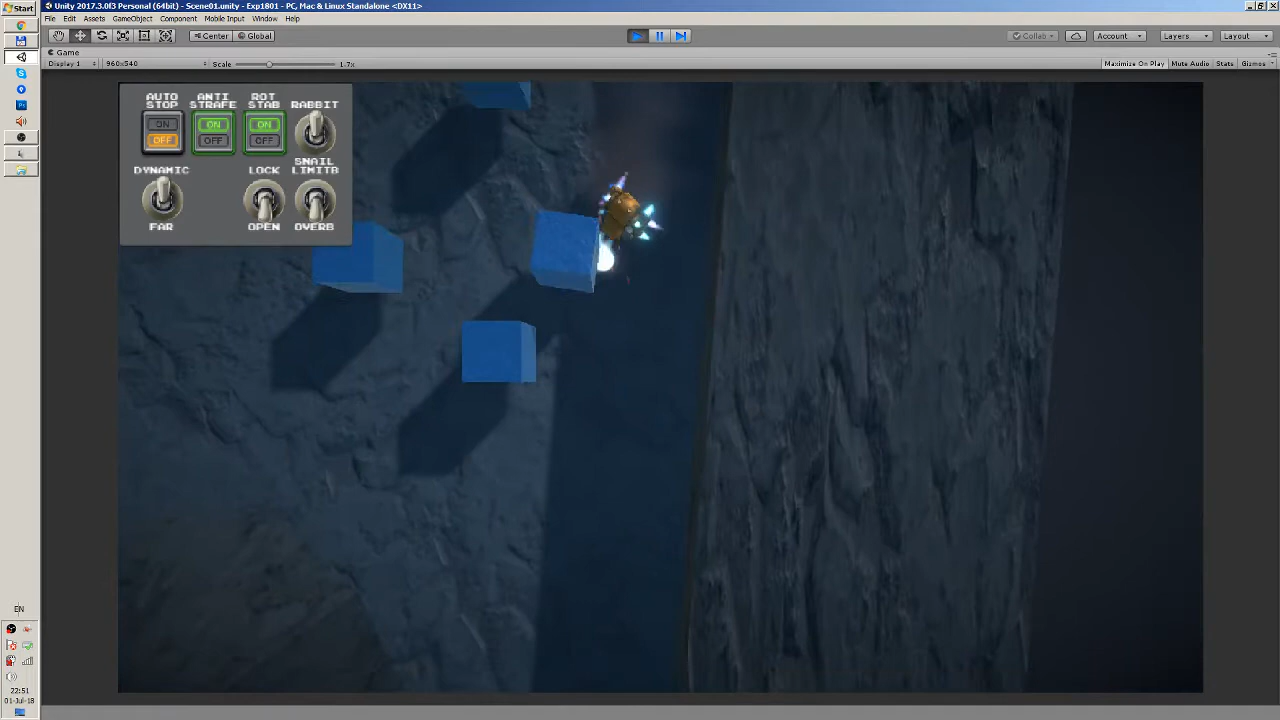 Start
Unity 2017.3.0f3 Personal (64bit) - Scene01.unity - Exp1801 - PC, Mac & Linux Standalone <DX11>
File Edit Assets GameObject Component Mobile Input Window Help
Center Global Collab Account Layers Layout
Game
Display 1 960x540 Scale 1.7x Maximize On Play Mute Audio Stats Gizmos
AUTO STOP ANTI STRAFE ROT STAB RABBIT
ON ON ON
OFF OFF OFF
SNAIL
DYNAMIC LOCK LIMITB
FAR OPEN OVERB
EN
22:51
01-Jul-18